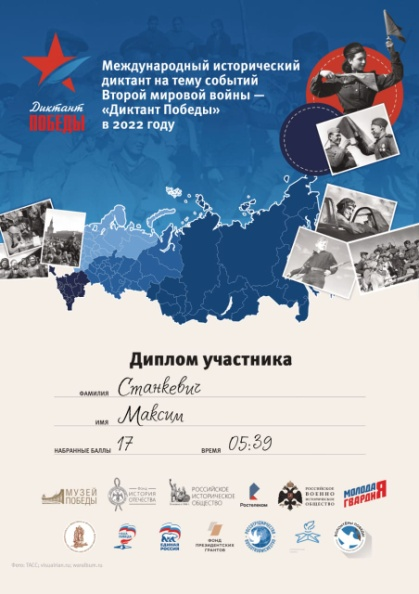 Международный исторический
диктант на тему событий
Второй мировой войны —
«Диктант Победы»
в 2022 году
Диктант
ПОБЕДЫ
Диплом участника
ФАМИЛИЯ Станкевич
ИМЯ Максим
НАБРАННЫЕ БАЛЛЫ 17 ВРЕМЯ 05:39
МУЗЕЙ ПОБЕДЫ
ФОНД ИСТОРИЯ ОТЕЧЕСТВА
РОССИЙСКОЕ ИСТОРИЧЕСКОЕ ОБЩЕСТВО
Ростелеком
РОССИЙСКОЕ ВОЕННО ИСТОРИЧЕСКОЕ ОБЩЕСТВО
МОЛОДАЯ ГВАРДИЯ
ЕДИНАЯ РОССИЯ
ФОНД ПРЕЗИДЕНТСКИХ ГРАНТОВ
Фото: ТАСС; visualrian.ru; waralbum.ru